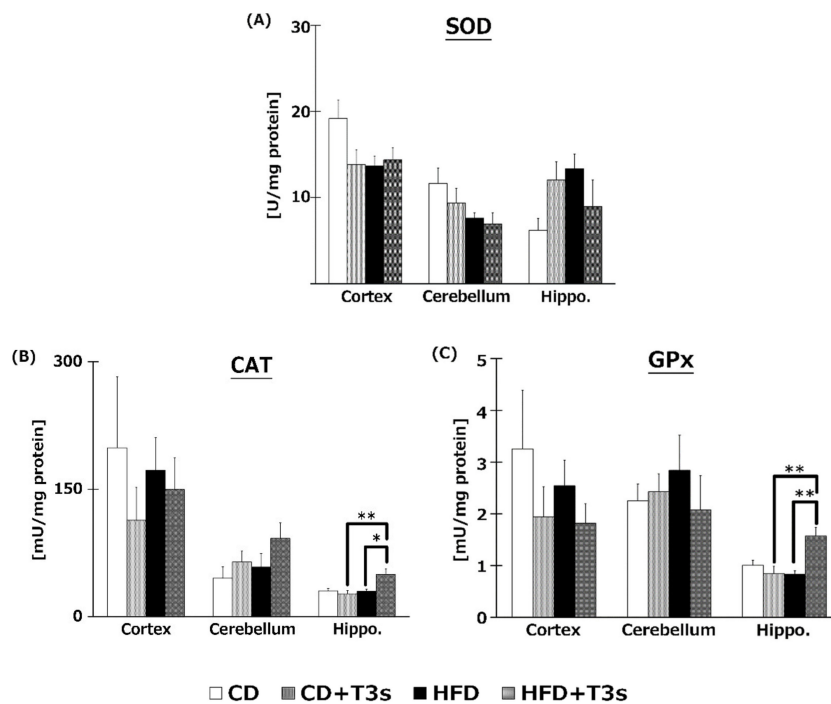 (A)
SOD
[U/mg protein]
30
20
10
Cortex Cerebellum Hippo.
(B)
CAT
[mU/mg protein]
300
150
0
**
*
Cortex Cerebellum Hippo.
(C)
GPx
[mU/mg protein]
5
4
3
2
1
0
**
**
Cortex Cerebellum Hippo.
CD CD+T3s HFD HFD+T3s